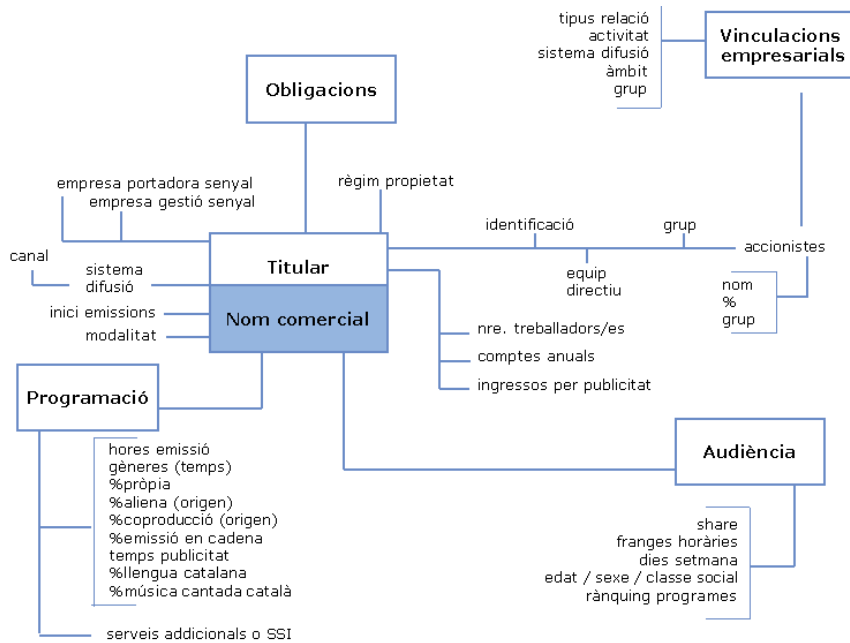 tipus relació
activitat
sistema difusió
àmbit
grup
Vinculacions
empresarials
Obligacions
empresa portadora senyal
empresa gestió senyal
règim propietat
identificació
grup
accionistes
equip
directiu
nom
%
grup
canal
sistema
difusió
Titular
inici emissions
modalitat
Nom comercial
nre. treballadors/es
comptes anuals
ingressos per publicitat
Programació
hores emissió
gèneres (temps)
%pròpia
%aliena (origen)
%coproducció (origen)
%emissió en cadena
temps publicitat
%llengua catalana
%música cantada català
serveis addicionals o SSI
Audiència
share
franges horàries
dies setmana
edat / sexe / classe social
rànquing programes